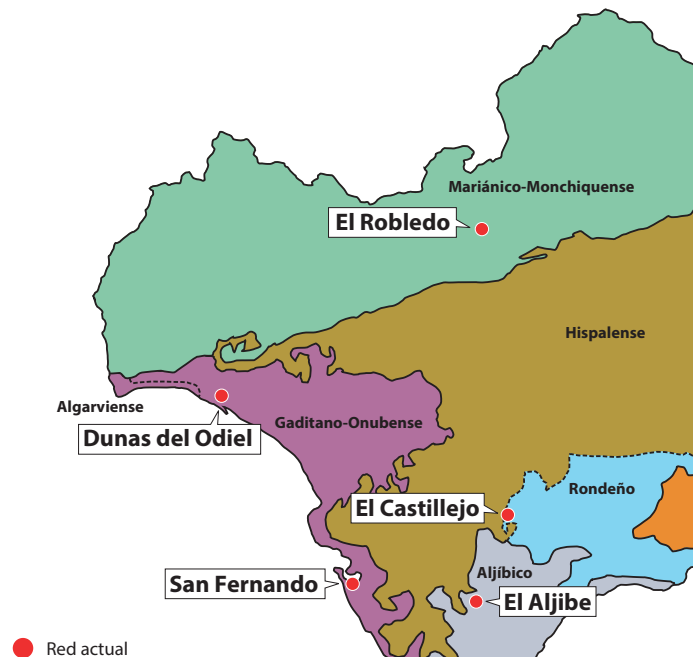 Mariánico-Monchiquense
El Robledo
Hispalense
Algarviense
Gaditano-Onubense
Dunas del Odiel
Rondeño
El Castillejo
Aljíbico
San Fernando
El Aljibe
Red actual